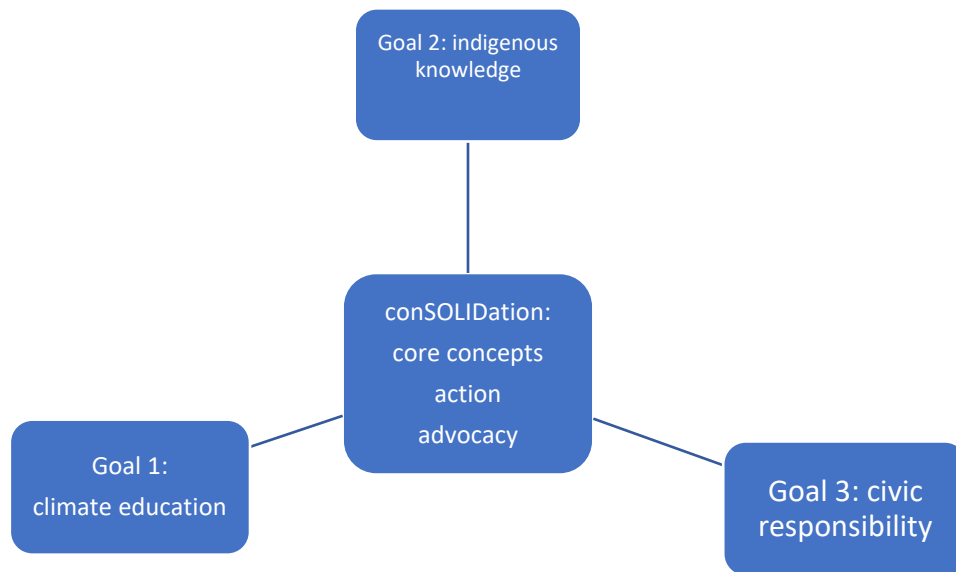 Goal 2: indigenous
knowledge
conSOLIDation:
core concepts
action
advocacy
Goal 1:
climate education
Goal 3: civic
responsibility